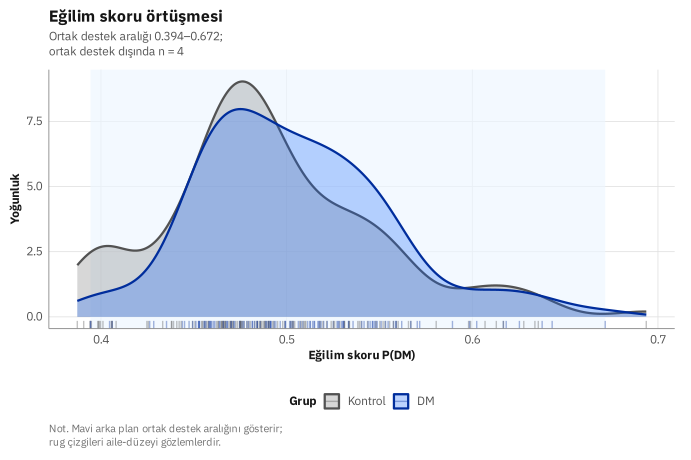 Eğilim skoru örtüşmesi
Ortak destek aralığı 0.394–0.672;
ortak destek dışında n = 4
Yoğunluk
7.5
5.0
2.5
0.0
0.4
0.5
0.6
0.7
Eğilim skoru P(DM)
Grup
Kontrol
DM
Not. Mavi arka plan ortak destek aralığını gösterir;
rug çizgileri aile-düzeyi gözlemlerdir.